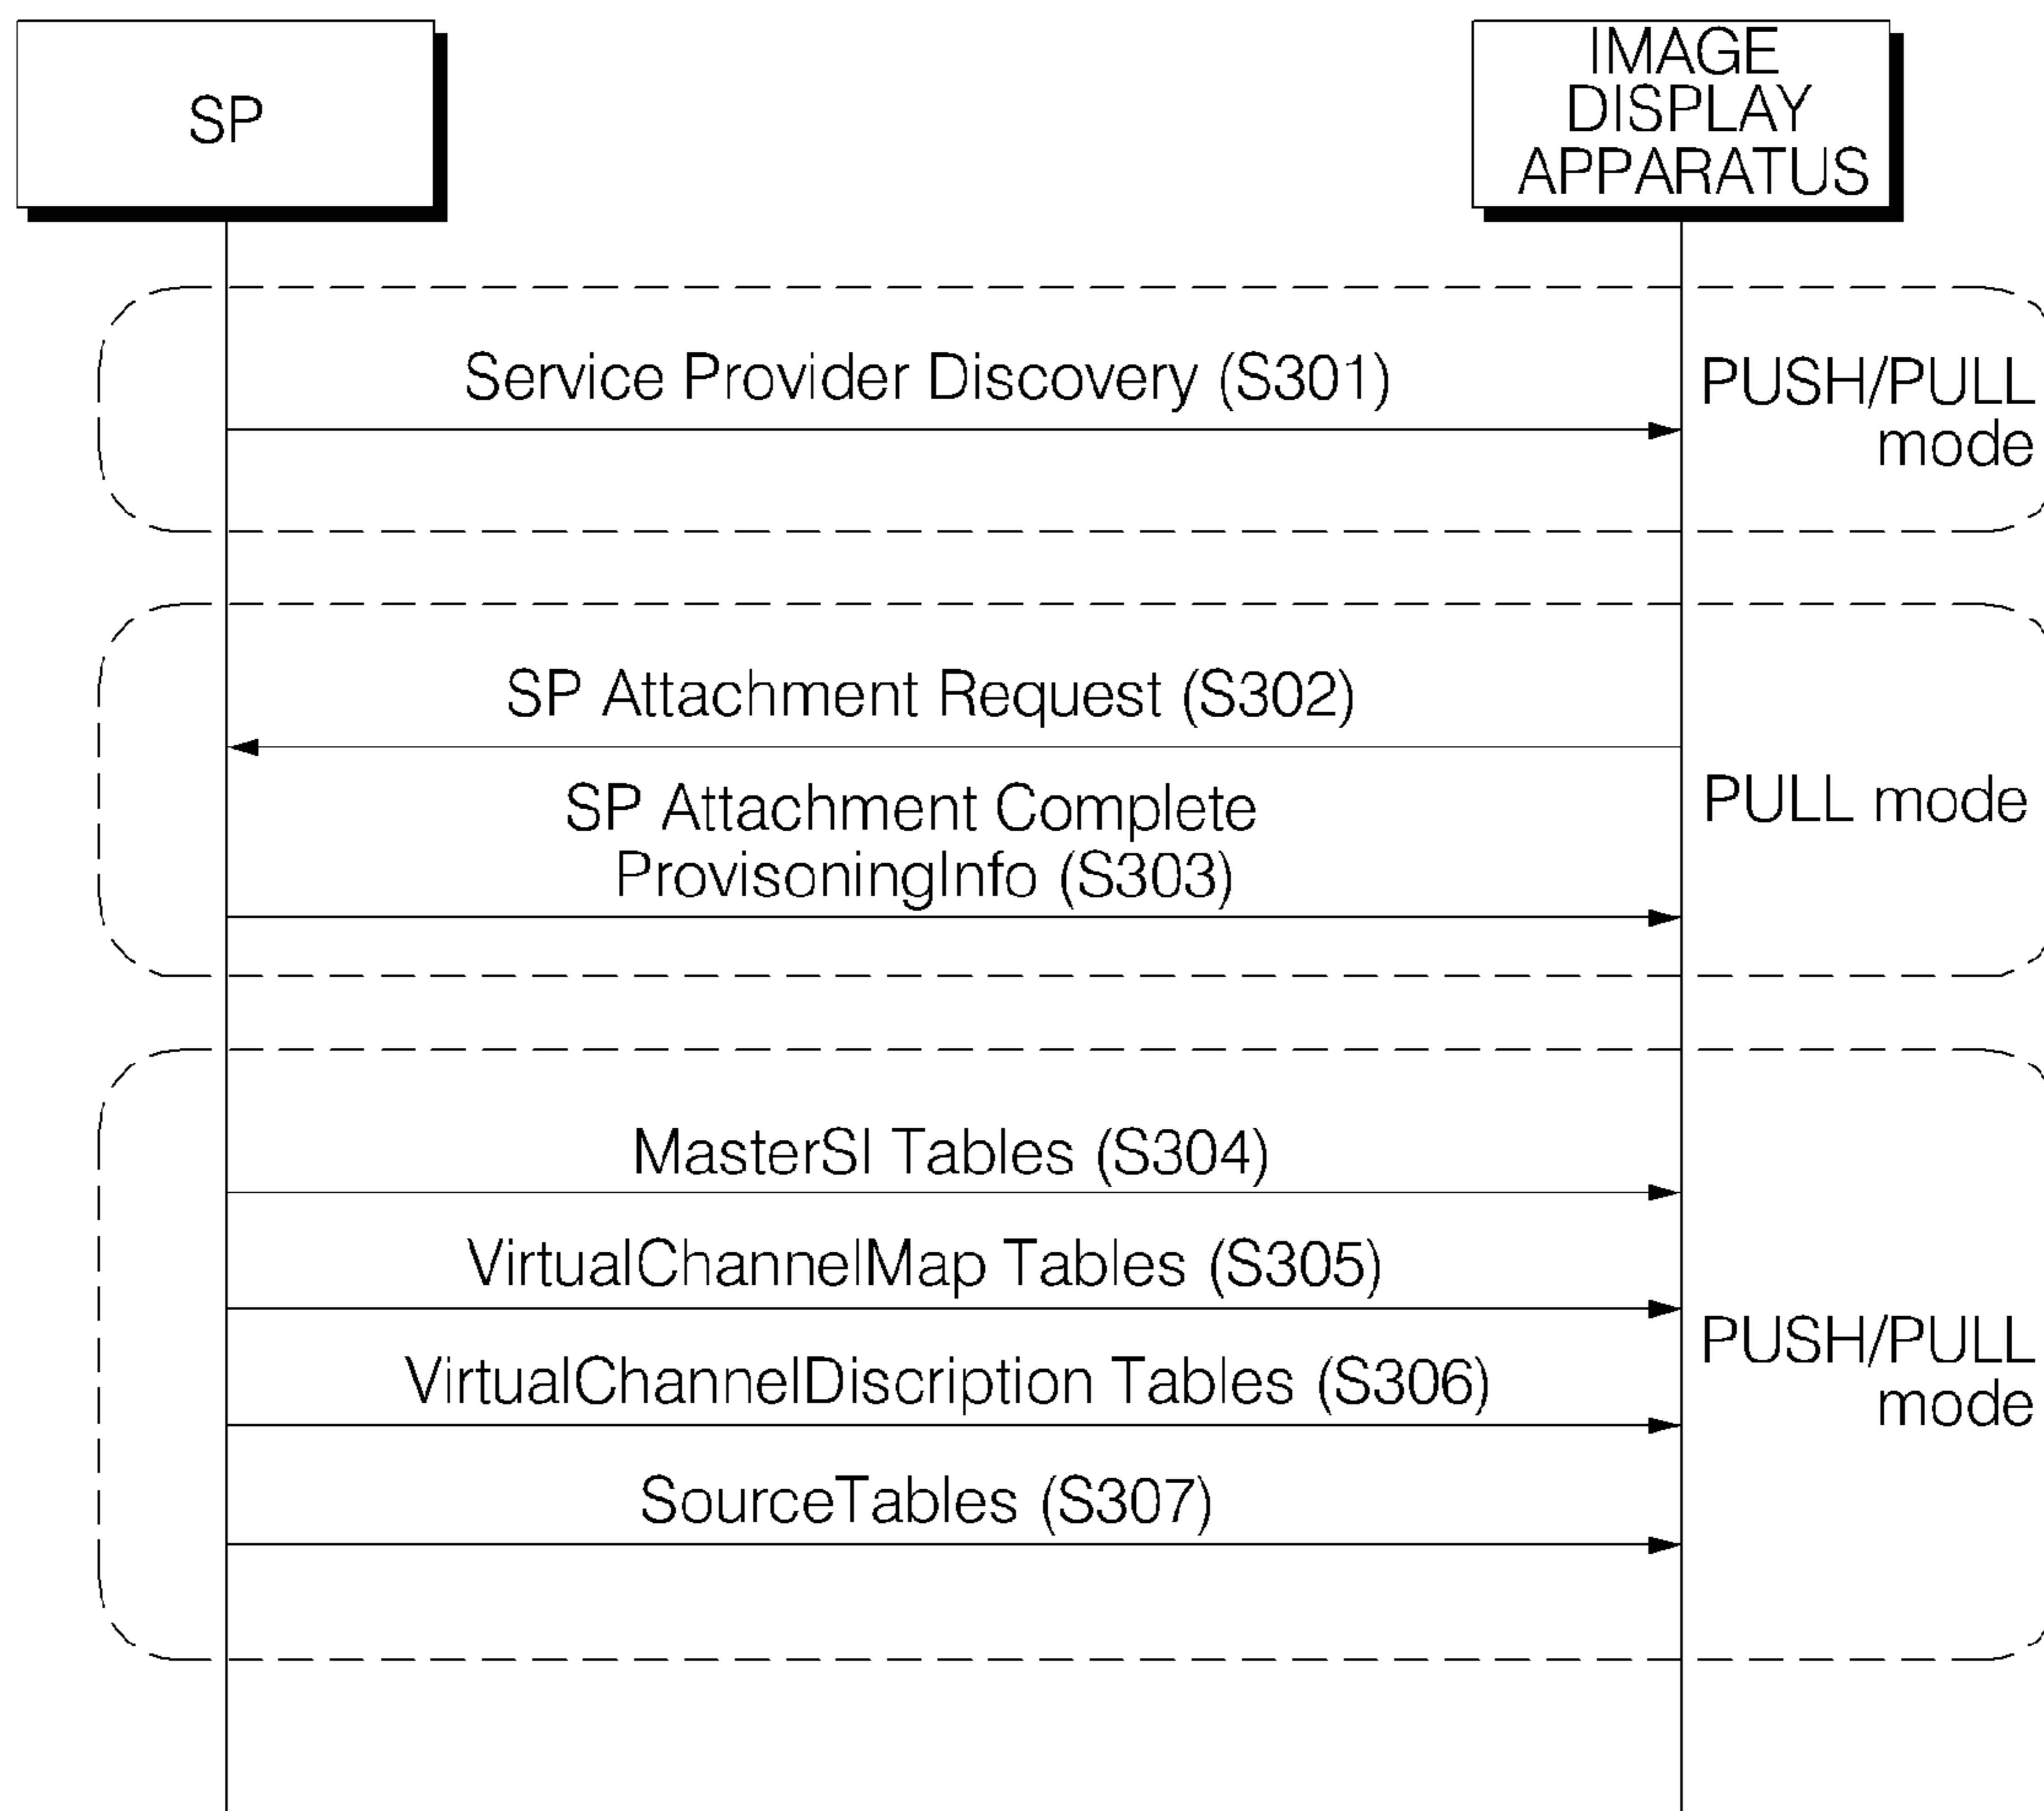 SP
IMAGE
DISPLAY
APPARATUS
Service Provider Discovery (S301)
PUSH/PULL
mode
SP Attachment Request (S302)
SP Attachment Complete
ProvisoningInfo (S303)
PULL mode
MasterSI Tables (S304)
VirtualChannelMap Tables (S305)
VirtualChannelDiscription Tables (S306)
PUSH/PULL
mode
SourceTables (S307)